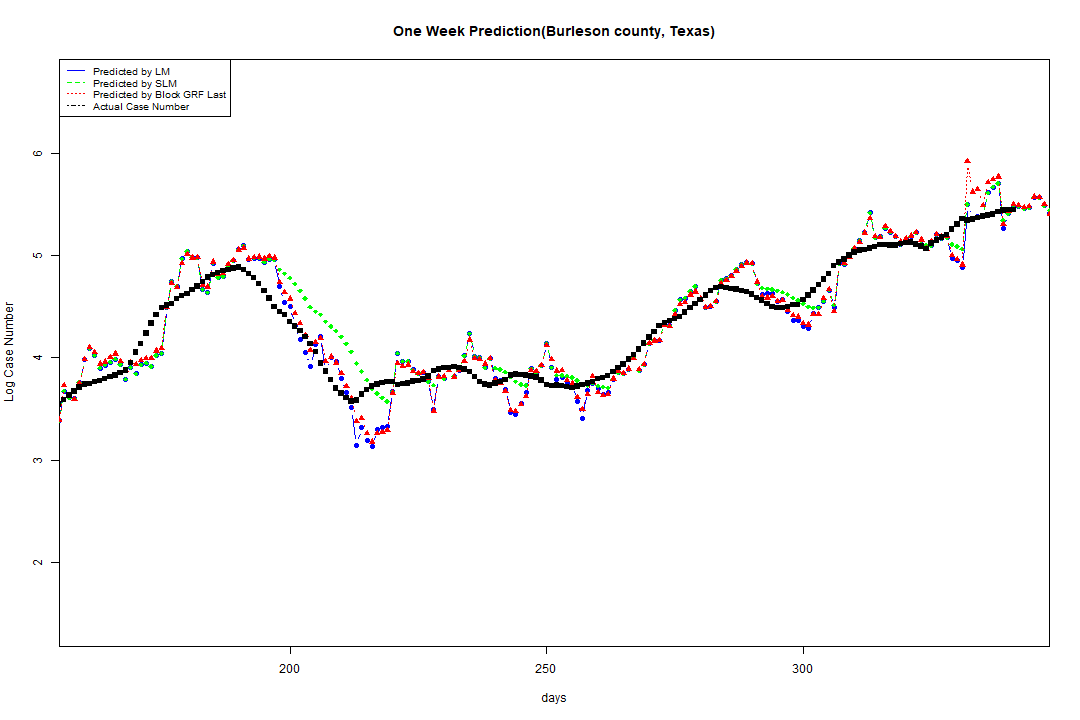 One Week Prediction(Burleson county, Texas)
Predicted by LM
Predicted by SLM
Predicted by Block GRF Last
Actual Case Number
6
5
4
3
2
Log Case Number
200 250 300
days